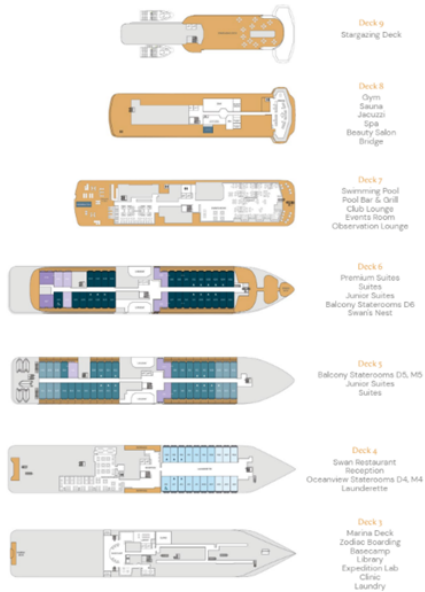 Deck 9
Stargazing Deck
Deck 8
Gym
Sauna
Jacuzzi
Spa
Beauty Salon
Bridge
Deck 7
Swimming Pool
Pool Bar & Grill
Club Lounge
Events Room
Observation Lounge
Deck 6
Premium Suites
Suites
Junior Suites
Balcony Staterooms D6
Swan's Nest
Deck 5
Balcony Staterooms D5, M5
Junior Suites
Suites
Deck 4
Swan Restaurant
Reception
Oceanview Staterooms D4, M4
Launderette
Deck 3
Marina Deck
Zodiac Boarding
Basecamp
Library
Expedition Lab
Clinic
Laundry